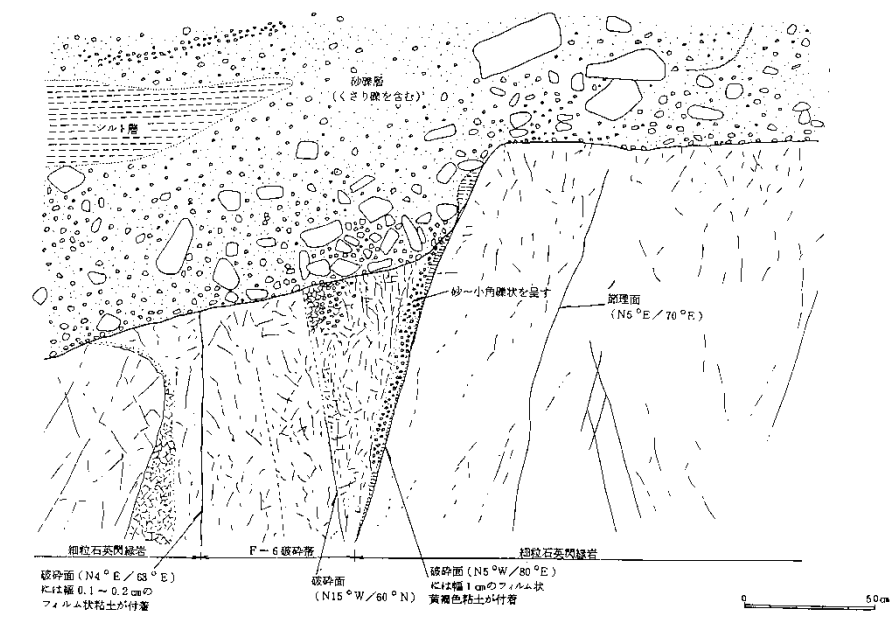 砂礫層
(くさり礫を含む)
シルト層
砂~小角礫状を呈す
節理面
(N5°E/70°E)
細粒石英閃緑岩
F-6破砕帯
細粒石英閃緑岩
破砕面(N4°E/63°E)
には幅0.1~0.2cmの
フィルム状粘土が付着
破砕面
(N15°W/60°N)
破砕面(N5°W/80°E)
には幅1cmのフィルム状
黄褐色粘土が付着
0 50cm